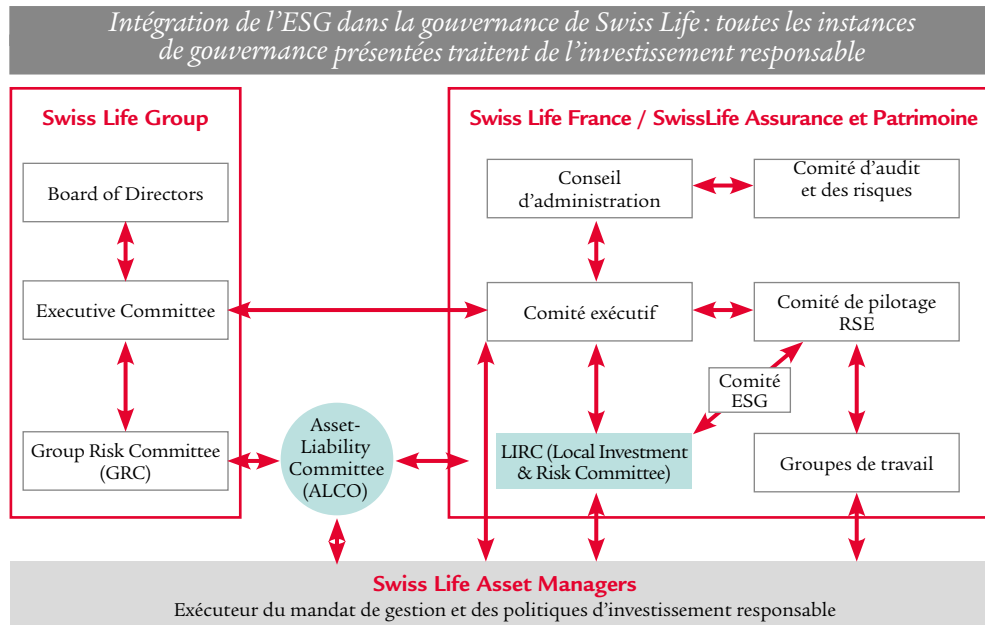 Intégration de l’ESG dans la gouvernance de Swiss Life : toutes les instances
de gouvernance présentées traitent de l’investissement responsable
Swiss Life Group
Board of Directors
Executive Committee
Group Risk Committee
(GRC)
Asset-
Liability
Committee
(ALCO)
Swiss Life France / SwissLife Assurance et Patrimoine
Conseil
d’administration
Comité d’audit
et des risques
Comité exécutif
Comité de pilotage
RSE
Comité
ESG
LIRC (Local Investment
& Risk Committee)
Groupes de travail
Swiss Life Asset Managers
Exécuteur du mandat de gestion et des politiques d’investissement responsable